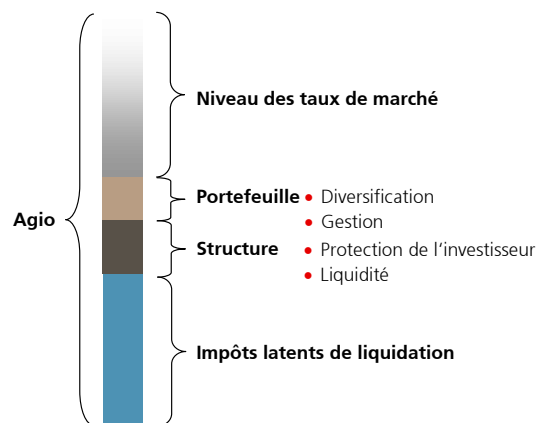 Niveau des taux de marché
Agio
Portefeuille • Diversification
• Gestion
Structure • Protection de l'investisseur
• Liquidité
Impôts latents de liquidation